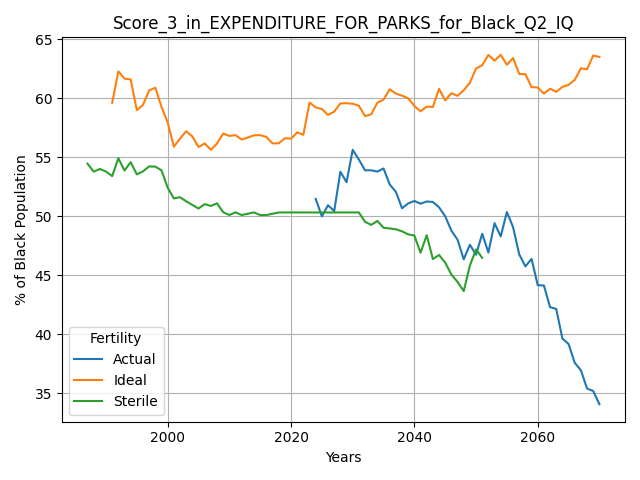 Score_3_in_EXPENDITURE_FOR_PARKS_for_Black_Q2_IQ
65
60
55
50
45
40
35
% of Black Population
Fertility
Actual
Ideal
Sterile
2000 2020 2040 2060
Years